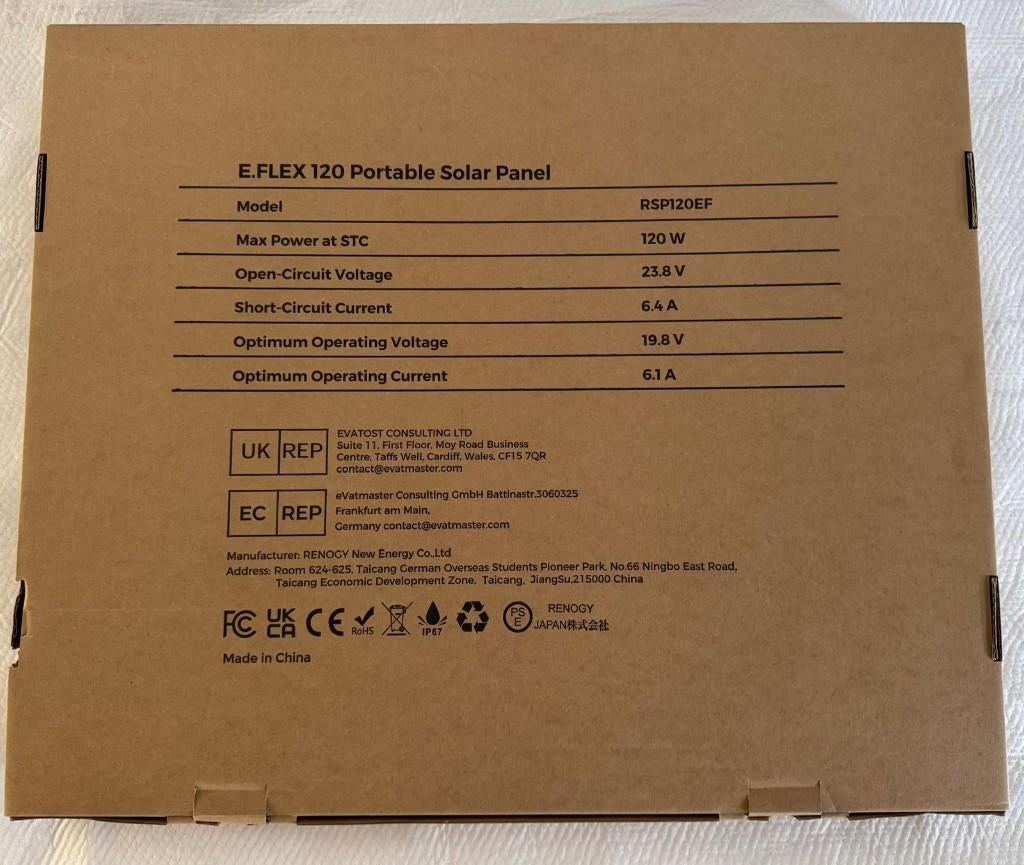 E.FLEX 120 Portable Solar Panel
Model RSP120EF
Max Power at STC 120 W
Open-Circuit Voltage 23.8 V
Short-Circuit Current 6.4 A
Optimum Operating Voltage 19.8 V
Optimum Operating Current 6.1 A
UK REP
EVATOST CONSULTING LTD
Suite 11, First Floor, Moy Road Business
Centre, Taffs Well, Cardiff, Wales, CF15 7QR
contact@evatmaster.com
EC REP
eVatmaster Consulting GmbH Battinastr.3060325
Frankfurt am Main,
Germany contact@evatmaster.com
Manufacturer: RENOGY New Energy Co.,Ltd
Address: Room 624-625, Taicang German Overseas Students Pioneer Park, No.66 Ningbo East Road,
Taicang Economic Development Zone, Taicang, JiangSu,215000 China
FC UK CA CE RoHS IP67 PS E RENOGY
JAPAN株式会社
Made in China